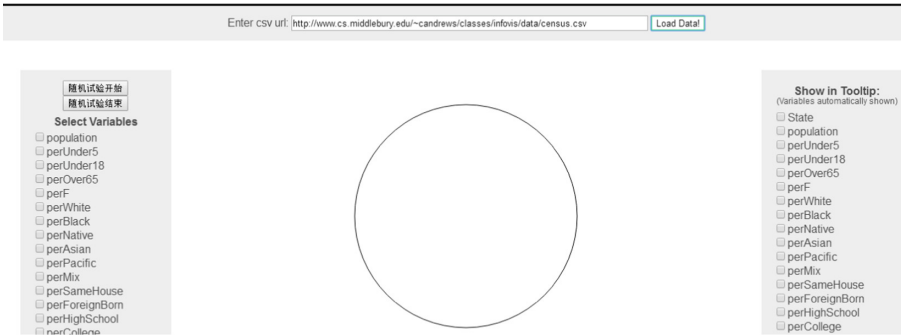 Enter csv url: http://www.cs.middlebury.edu/~candrews/classes/infovis/data/census.csv Load Data!
随机试验开始
随机试验结束
Select Variables
population
perUnder5
perUnder18
perOver65
perF
perWhite
perBlack
perNative
perAsian
perPacific
perMix
perSameHouse
perForeignBorn
perHighSchool
perCollege
Show in Tooltip:
(Variables automatically shown)
State
population
perUnder5
perUnder18
perOver65
perF
perWhite
perBlack
perNative
perAsian
perPacific
perMix
perSameHouse
perForeignBorn
perHighSchool
perCollege